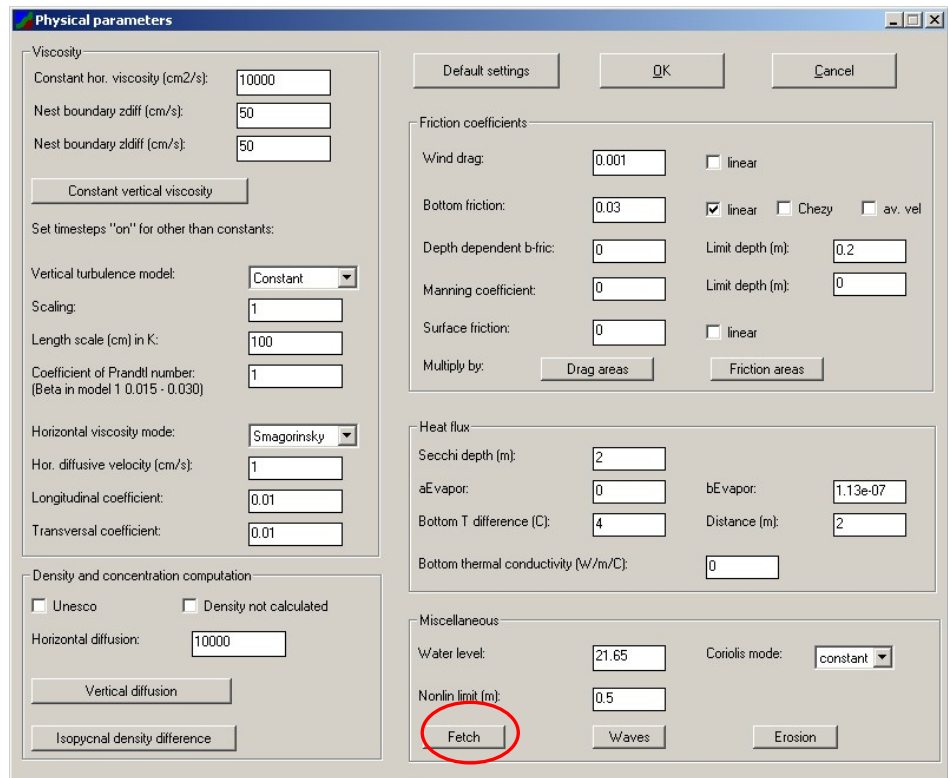 Physical parameters
Viscosity
Constant hor. viscosity (cm2/s): 10000
Nest boundary zdiff (cm/s): 50
Nest boundary zldiff (cm/s): 50
Constant vertical viscosity
Set timesteps "on" for other than constants:
Vertical turbulence model: Constant
Scaling: 1
Length scale (cm) in K: 100
Coefficient of Prandtl number: 1
(Beta in model 1 0.015 - 0.030)
Horizontal viscosity mode: Smagorinsky
Hor. diffusive velocity (cm/s): 1
Longitudinal coefficient: 0.01
Transversal coefficient: 0.01
Density and concentration computation
Unesco Density not calculated
Horizontal diffusion: 10000
Vertical diffusion
Isopycnal density difference
Default settings OK Cancel
Friction coefficients
Wind drag: 0.001 linear
Bottom friction: 0.03 linear Chezy av. vel
Depth dependent b-fric: 0 Limit depth (m): 0.2
Manning coefficient: 0 Limit depth (m): 0
Surface friction: 0 linear
Multiply by: Drag areas Friction areas
Heat flux
Secchi depth (m): 2
aEvapor: 0 bEvapor: 1.13e-07
Bottom T difference (C): 4 Distance (m): 2
Bottom thermal conductivity (W/m/C): 0
Miscellaneous
Water level: 21.65 Coriolis mode: constant
Nonlin limit (m): 0.5
Fetch Waves Erosion